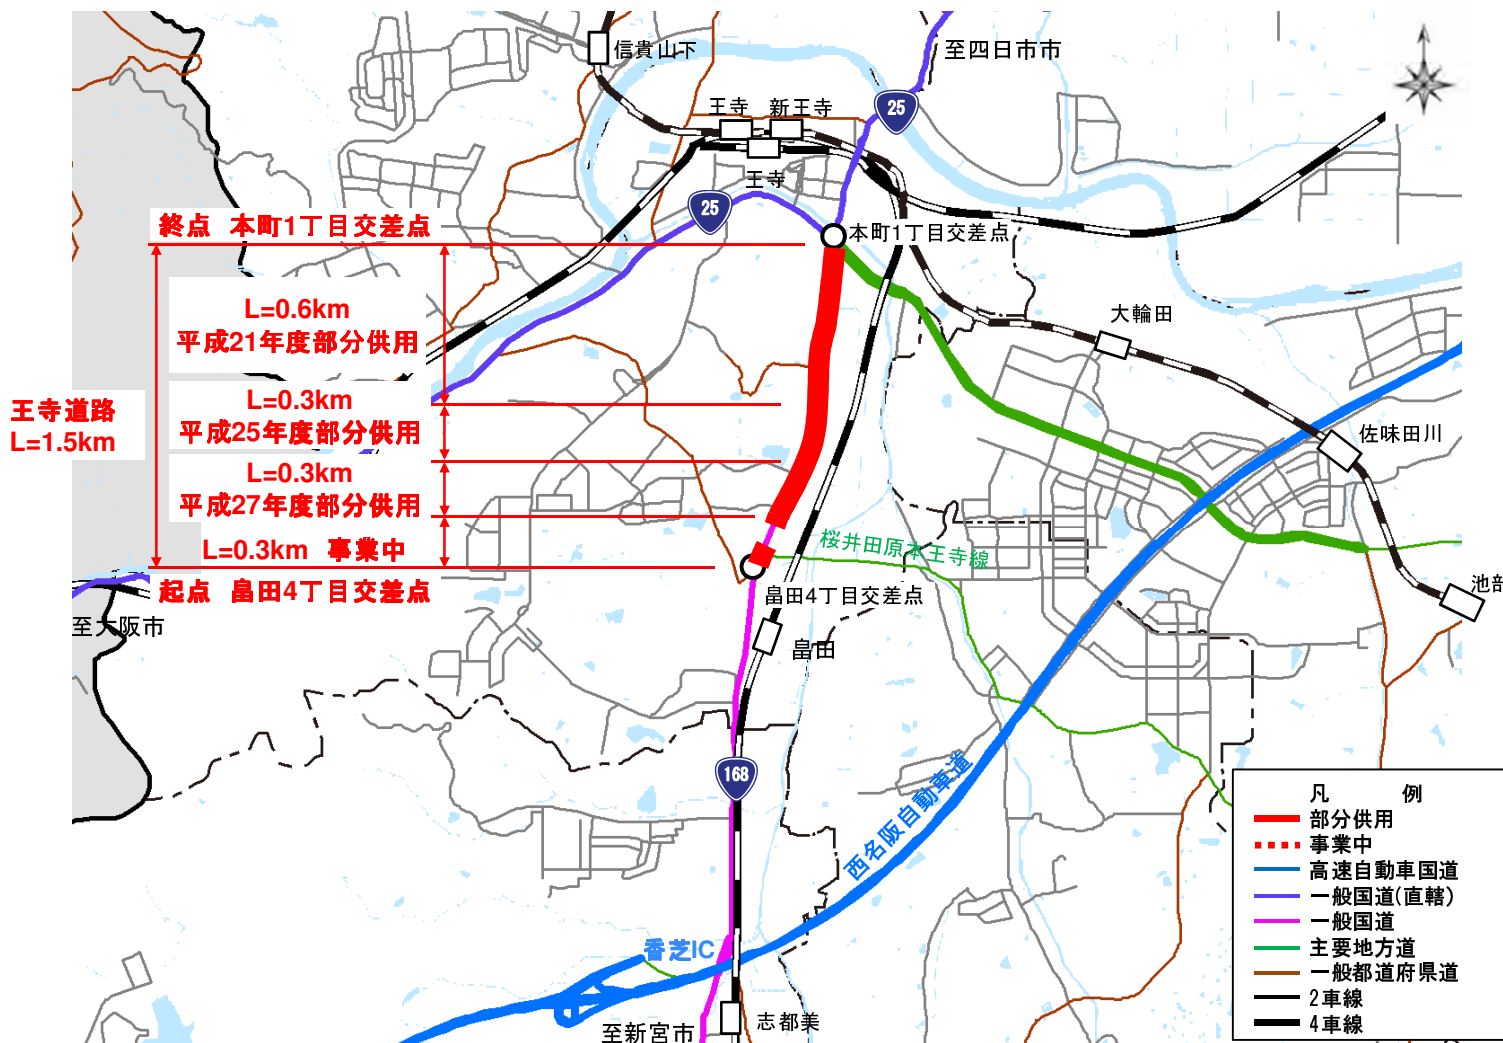 信貴山下
至四日市市
王寺
新王寺
25
王寺
25
終点 本町1丁目交差点
本町1丁目交差点
L=0.6km
平成21年度部分供用
大輪田
L=0.3km
平成25年度部分供用
王寺道路
L=1.5km
佐味田川
L=0.3km
平成27年度部分供用
L=0.3km 事業中
桜井田原本王寺線
起点 畠田4丁目交差点
畠田4丁目交差点
池部
至大阪市
畠田
168
西名阪自動車道
香芝IC
至新宮市
志都美
凡例
部分供用
事業中
高速自動車国道
一般国道(直轄)
一般国道
主要地方道
一般都道府県道
2車線
4車線